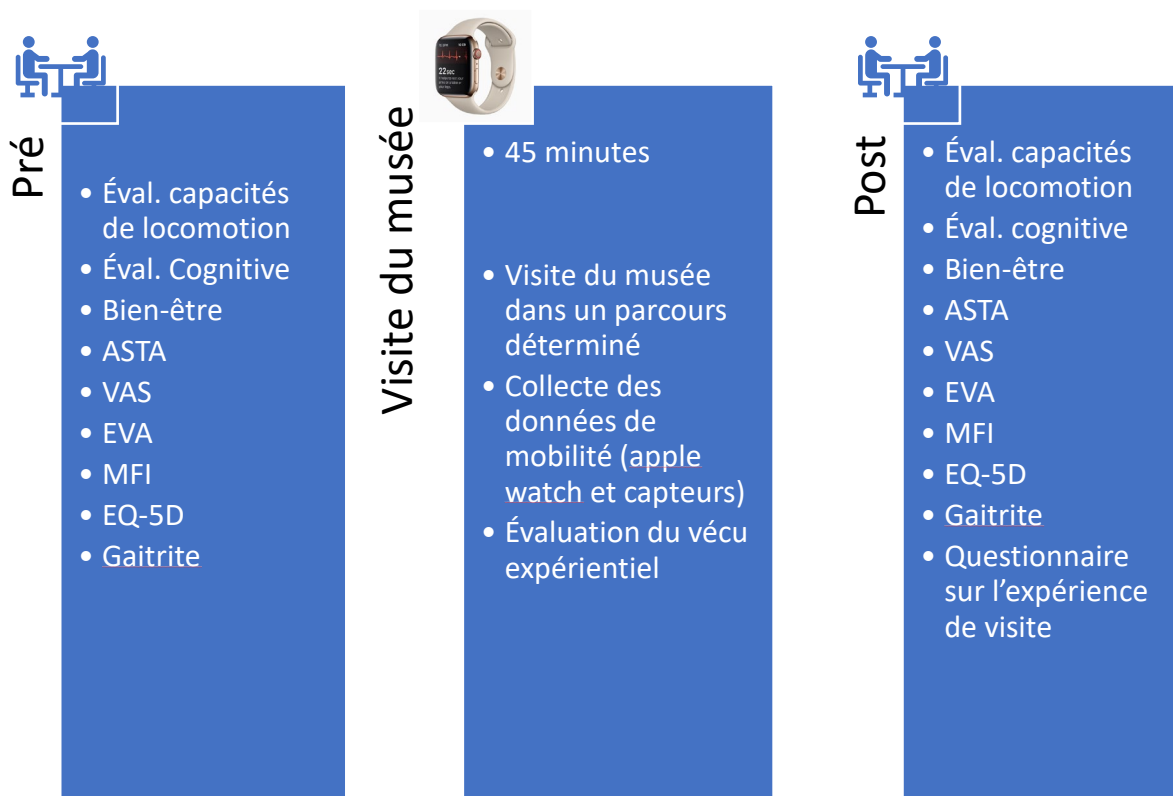 Pré
• Éval. capacités
de locomotion
• Éval. Cognitive
• Bien-être
• ASTA
• VAS
• EVA
• MFI
• EQ-5D
• Gaitrite
Visite du musée
22 sec
• 45 minutes
• Visite du musée
dans un parcours
déterminé
• Collecte des
données de
mobilité (apple
watch et capteurs)
• Évaluation du vécu
expérientiel
Post
• Éval. capacités
de locomotion
• Éval. cognitive
• Bien-être
• ASTA
• VAS
• EVA
• MFI
• EQ-5D
• Gaitrite
• Questionnaire
sur l’expérience
de visite